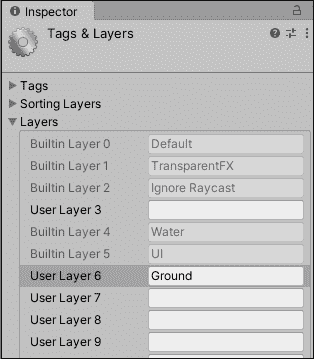 Inspector
Tags & Layers
Tags
Sorting Layers
Layers
Builtin Layer 0 Default
Builtin Layer 1 TransparentFX
Builtin Layer 2 Ignore Raycast
User Layer 3
Builtin Layer 4 Water
Builtin Layer 5 UI
User Layer 6 Ground
User Layer 7
User Layer 8
User Layer 9